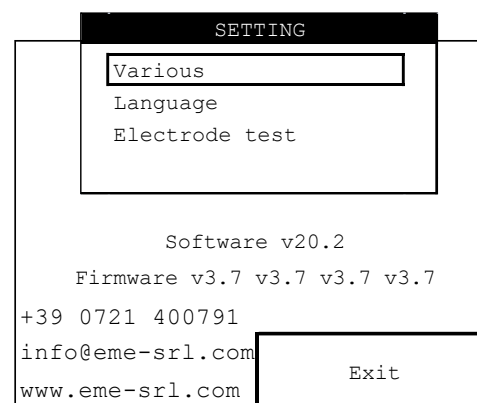 SETTING
Various
Language
Electrode test
Software v20.2
Firmware v3.7 v3.7 v3.7 v3.7
+39 0721 400791
info@eme-srl.com
www.eme-srl.com
Exit